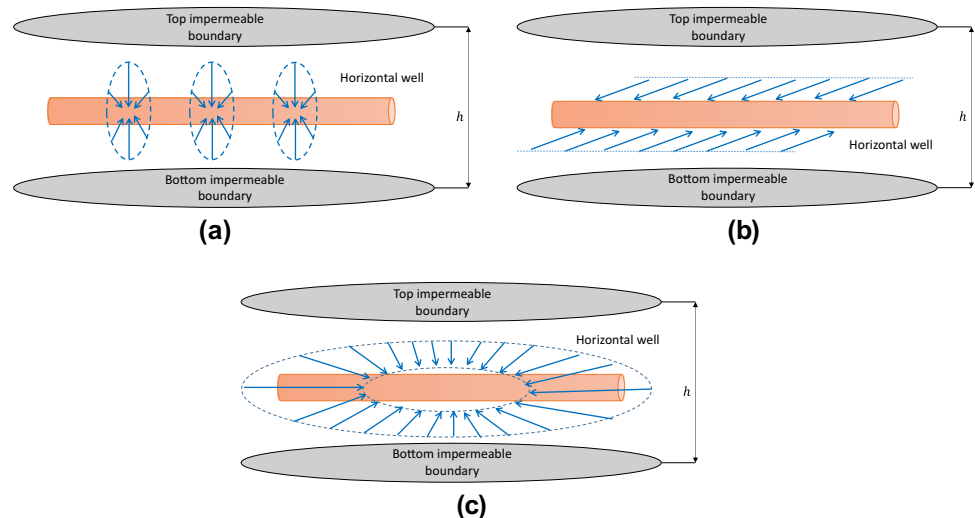 Top impermeable
boundary
Horizontal well
h
Bottom impermeable
boundary
(a)
Top impermeable
boundary
h
Horizontal well
Bottom impermeable
boundary
(b)
Top impermeable
boundary
Horizontal well
h
Bottom impermeable
boundary
(c)